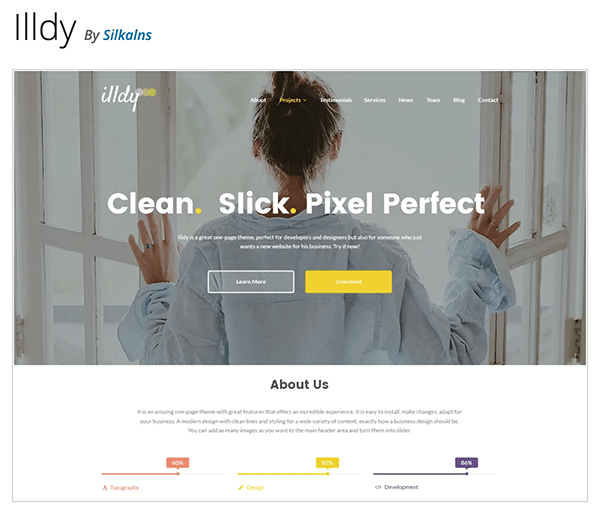 Illdy By Silkalns
illdy
About Projects Testimonials Services News Team Blog Contact
Clean. Slick. Pixel Perfect
Illdy is a great one-page theme, perfect for developers and designers but also for someone who just
wants a new website for his business. Try it now!
Learn More Download
About Us
It is an amazing one-page theme with great features that offers an incredible experience. It is easy to install, make changes, adapt for
your business. A modern design with clean lines and styling for a wide variety of content, exactly how a business design should be.
You can add as many images as you want to the main header area and turn them into slider.
60% 82% 86%
Typography Design Development